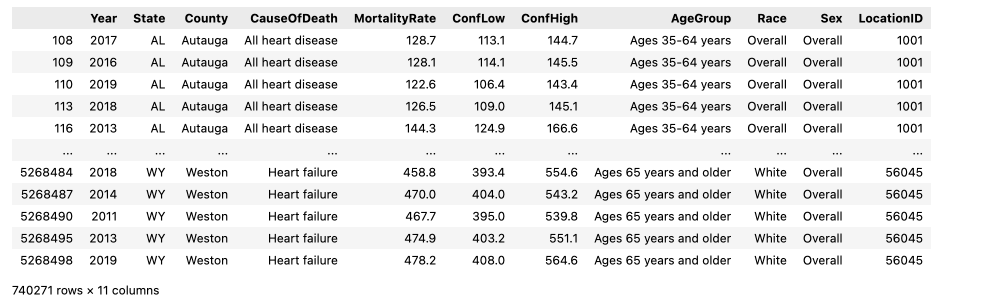 Year State County CauseOfDeath MortalityRate ConfLow ConfHigh AgeGroup Race Sex LocationID
108 2017 AL Autauga All heart disease 128.7 113.1 144.7 Ages 35-64 years Overall Overall 1001
109 2016 AL Autauga All heart disease 128.1 114.1 145.5 Ages 35-64 years Overall Overall 1001
110 2019 AL Autauga All heart disease 122.6 106.4 143.4 Ages 35-64 years Overall Overall 1001
113 2018 AL Autauga All heart disease 126.5 109.0 145.1 Ages 35-64 years Overall Overall 1001
116 2013 AL Autauga All heart disease 144.3 124.9 166.6 Ages 35-64 years Overall Overall 1001
... ... ... ... ... ... ... ... ... ... ... ...
5268484 2018 WY Weston Heart failure 458.8 393.4 554.6 Ages 65 years and older White Overall 56045
5268487 2014 WY Weston Heart failure 470.0 404.0 543.2 Ages 65 years and older White Overall 56045
5268490 2011 WY Weston Heart failure 467.7 395.0 539.8 Ages 65 years and older White Overall 56045
5268495 2013 WY Weston Heart failure 474.9 403.2 551.1 Ages 65 years and older White Overall 56045
5268498 2019 WY Weston Heart failure 478.2 408.0 564.6 Ages 65 years and older White Overall 56045
740271 rows × 11 columns